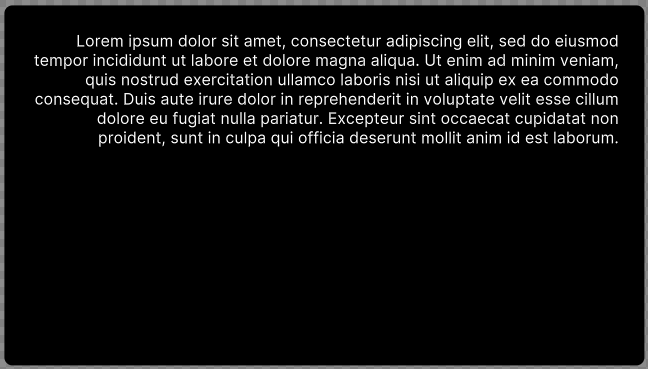 Lorem ipsum dolor sit amet, consectetur adipiscing elit, sed do eiusmod
tempor incididunt ut labore et dolore magna aliqua. Ut enim ad minim veniam,
quis nostrud exercitation ullamco laboris nisi ut aliquip ex ea commodo
consequat. Duis aute irure dolor in reprehenderit in voluptate velit esse cillum
dolore eu fugiat nulla pariatur. Excepteur sint occaecat cupidatat non
proident, sunt in culpa qui officia deserunt mollit anim id est laborum.